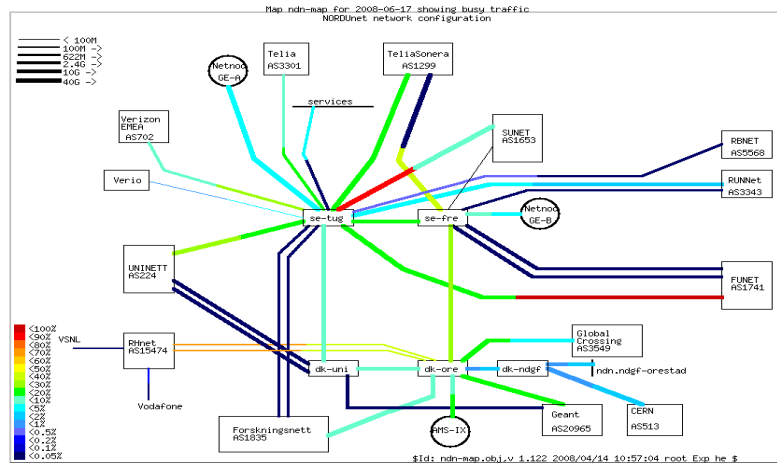 Map ndn-map for 2008-06-17 showing busy traffic
NORDUnet network configuration
< 100M
100M ->
622M ->
2.4G ->
10G ->
40G ->
Netnod
GE-A
Telia
AS3301
TeliaSonera
AS1299
services
Verizon
EMEA
AS702
SUNET
AS1653
RBNET
AS5568
Verio
RUNNet
AS3343
se-tug
se-fre
Netnod
GE-B
UNINETT
AS224
FUNET
AS1741
<100%
<90%
<80%
<70%
<60%
<50%
<40%
<30%
<20%
<10%
<5%
<2%
<1%
<0.5%
<0.2%
<0.1%
<0.05%
VSNL
RHnet
AS15474
Global
Crossing
AS3549
dk-uni
dk-ore
dk-ndgf
ndn.ndgf-orestad
Vodafone
Forskningsnett
AS1835
AMS-IX
Geant
AS20965
CERN
AS513
$Id: ndn-map.obj,v 1.122 2008/04/14 10:57:04 root Exp he $